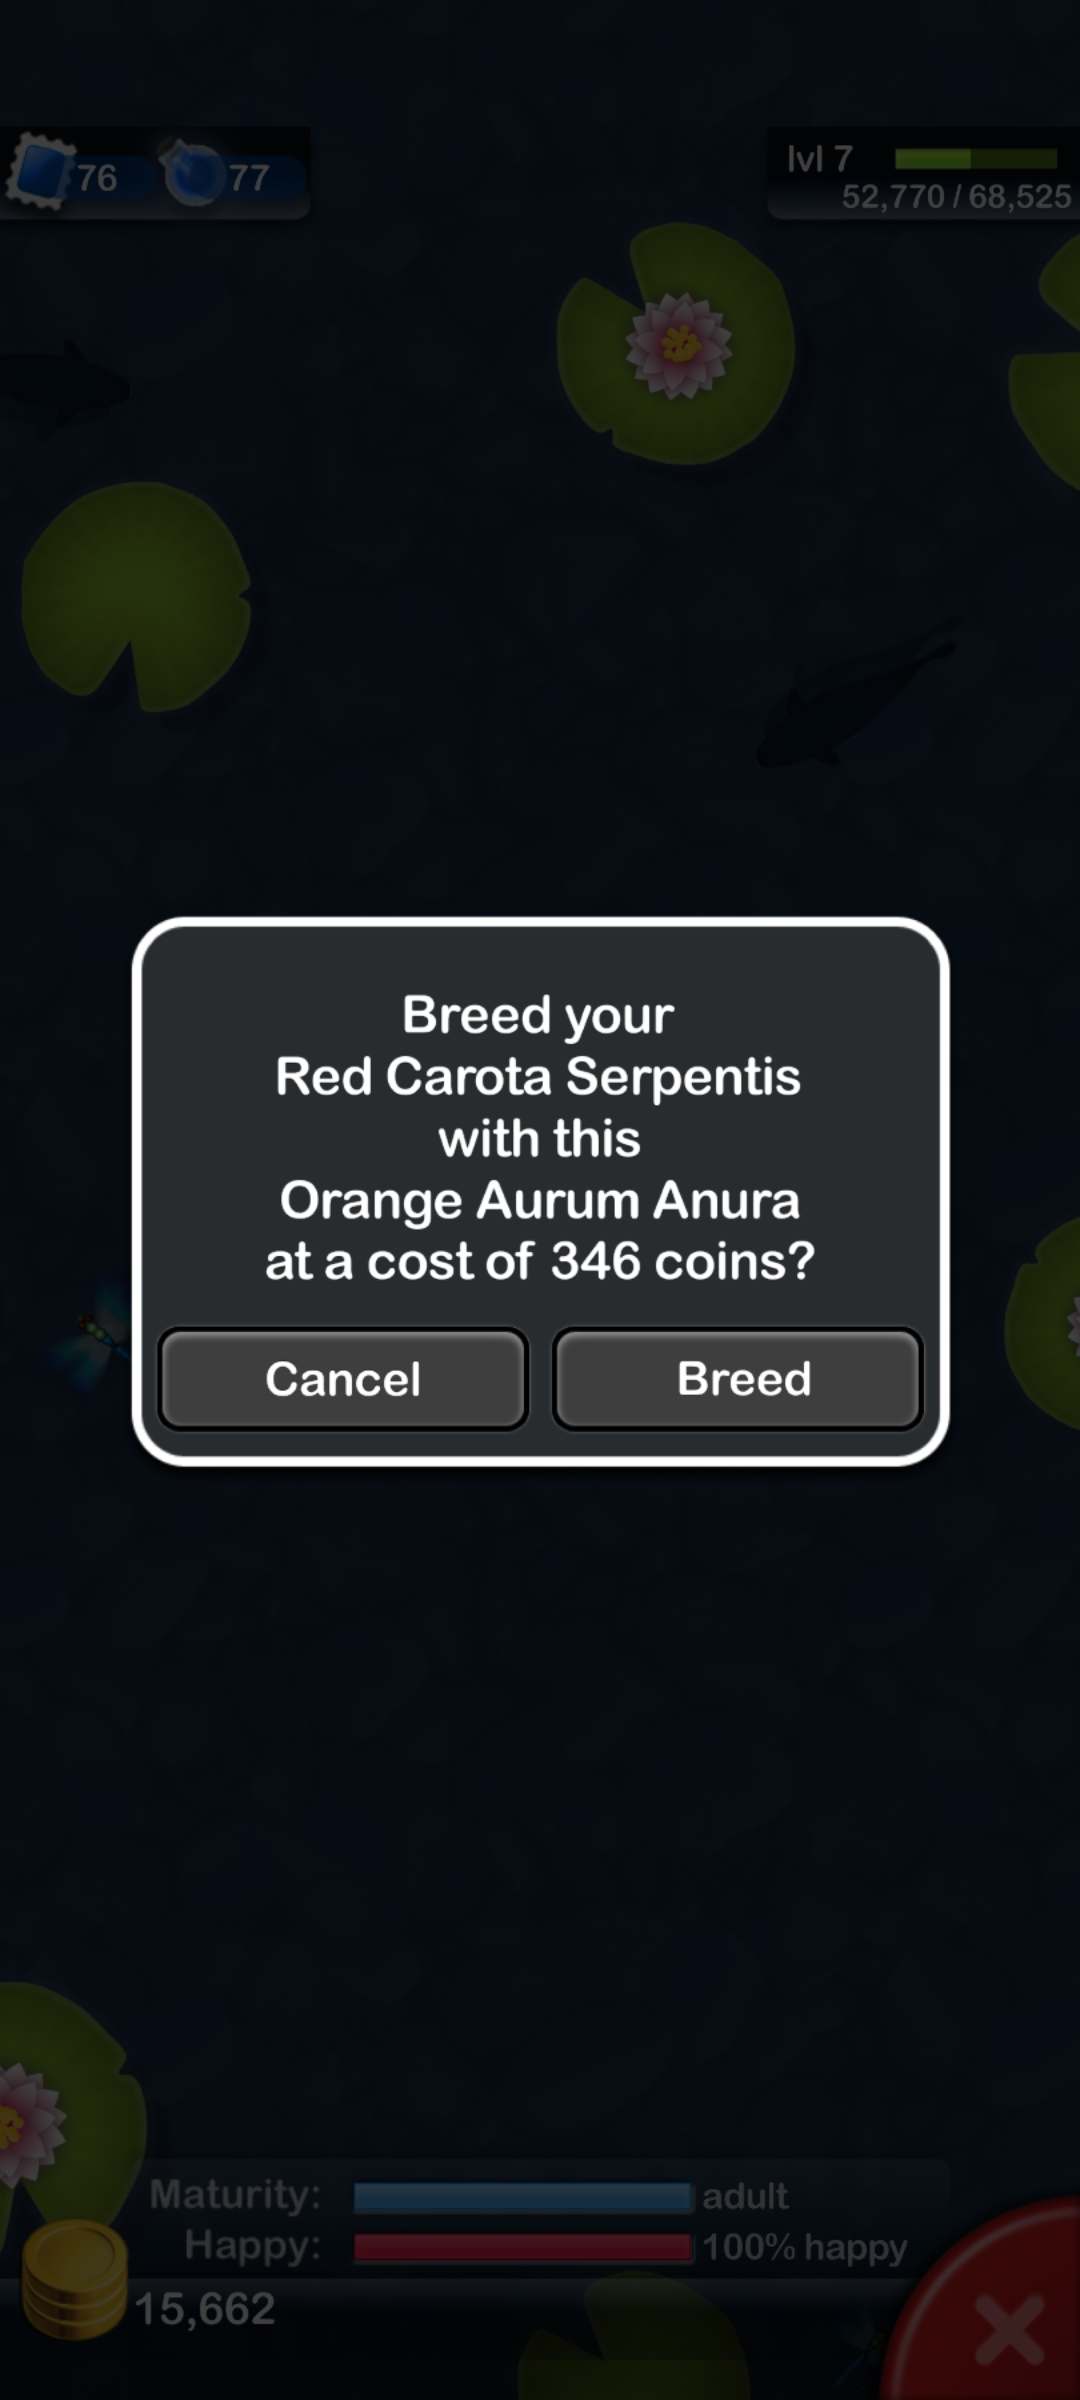 76
77
lvl 7
52,770 / 68,525
Breed your
Red Carota Serpentis
with this
Orange Aurum Anura
at a cost of 346 coins?
Cancel
Breed
Maturity:
adult
Happy:
100% happy
15,662